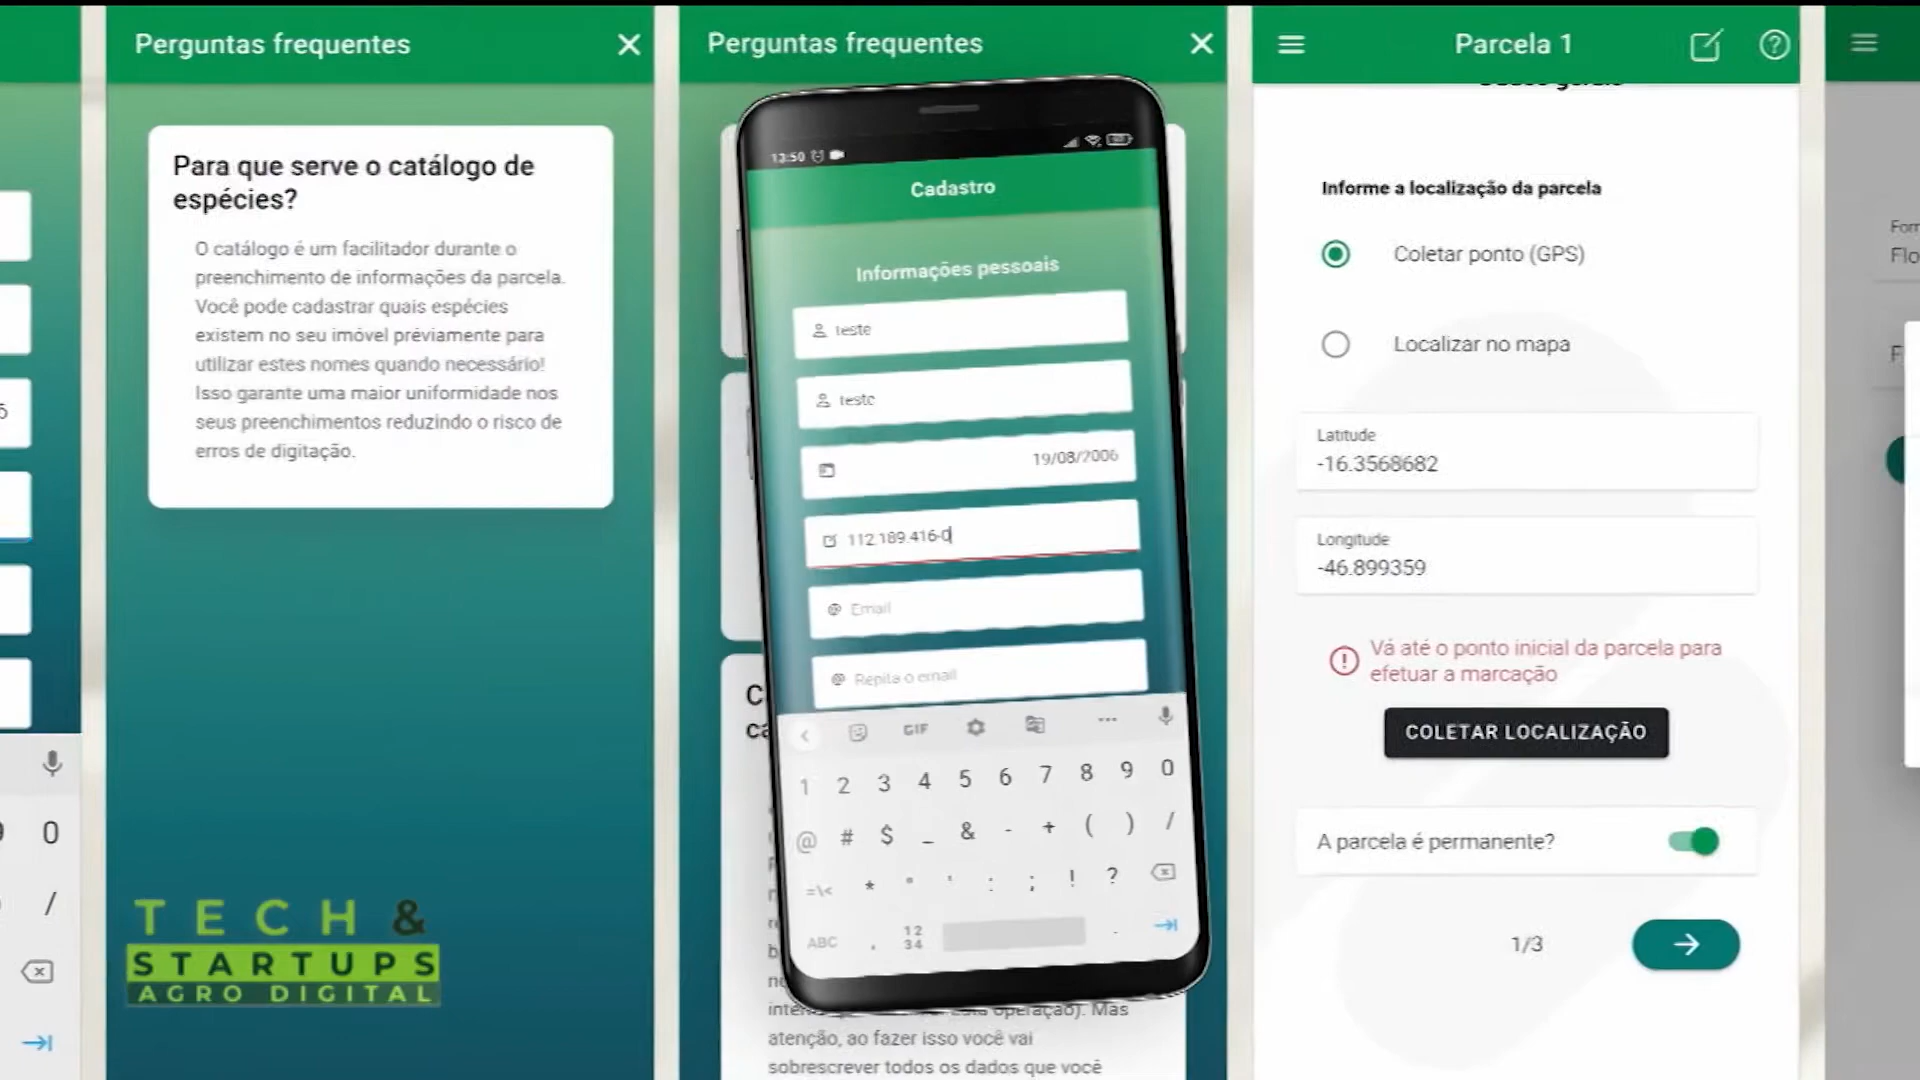 Perguntas frequentes
Para que serve o catálogo de
espécies?
O catálogo é um facilitador durante o
preenchimento de informações da parcela.
Você pode cadastrar quais espécies
existem no seu imóvel préviamente para
utilizar estes nomes quando necessário!
Isso garante uma maior uniformidade nos
seus preenchimentos reduzindo o risco de
erros de digitação.
TECH &
STARTUPS
AGRO DIGITAL
0
/
Perguntas frequentes
13:50
Cadastro
Informações pessoais
teste
teste
19/08/2006
112.189.416-0
@ Email
@ Repita o email
GIF
1 2 3 4 5 6 7 8 9 0
@ # $ _ & - + ( ) /
=\< * " ' : ; ! ?
ABC , 12 34 .
operação). Mas
atenção, ao fazer isso você vai
sobrescrever todos os dados que você
Parcela 1
Informe a localização da parcela
Coletar ponto (GPS)
Localizar no mapa
Latitude
-16.3568682
Longitude
-46.899359
Vá até o ponto inicial da parcela para
efetuar a marcação
COLETAR LOCALIZAÇÃO
A parcela é permanente?
1/3